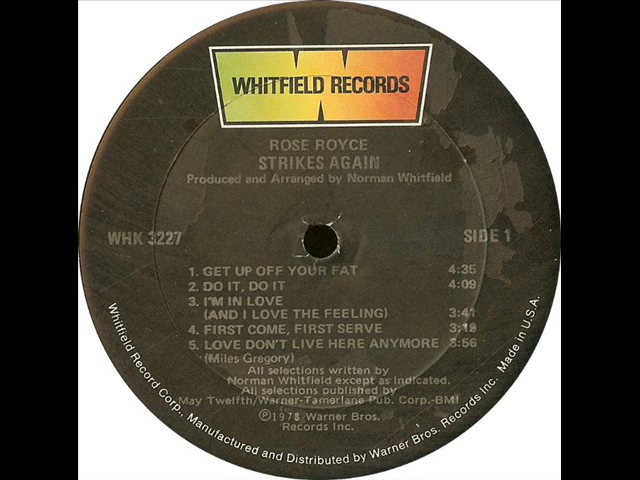 WHITFIELD RECORDS
ROSE ROYCE
STRIKES AGAIN
Produced and Arranged by Norman Whitfield
WHK 3227
SIDE 1
1. GET UP OFF YOUR FAT 4:35
2. DO IT, DO IT 4:09
3. I'M IN LOVE
(AND I LOVE THE FEELING) 3:41
4. FIRST COME, FIRST SERVE 3:19
5. LOVE DON'T LIVE HERE ANYMORE 3:56
(Miles Gregory)
All selections written by
Norman Whitfield except as indicated.
All selections published by
May Twelfth/Warner-Tamerlane Pub. Corp.-BMI
Ⓟ1978 Warner Bros.
Records Inc.
Whitfield Record Corp., Manufactured and Distributed by Warner Bros. Records Inc. Made in U.S.A.